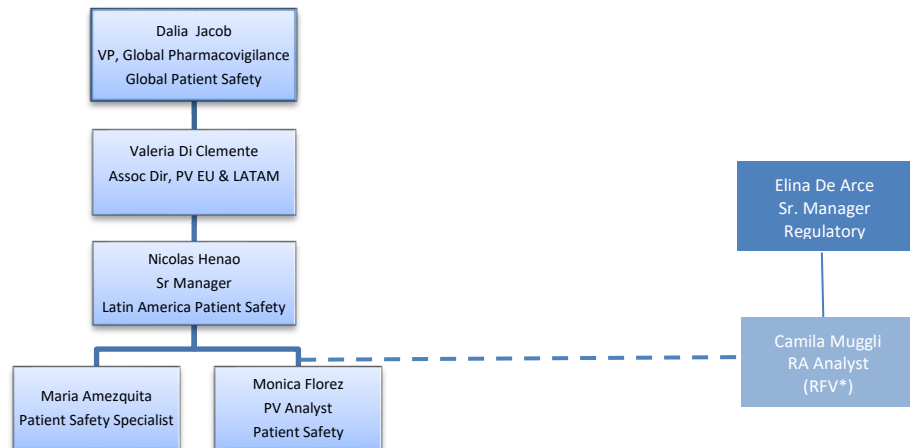 Dalia Jacob
VP, Global Pharmacovigilance
Global Patient Safety
Valeria Di Clemente
Assoc Dir, PV EU & LATAM
Elina De Arce
Sr. Manager
Regulatory
Nicolas Henao
Sr Manager
Latin America Patient Safety
Camila Muggli
RA Analyst
(RFV*)
Maria Amezquita
Patient Safety Specialist
Monica Florez
PV Analyst
Patient Safety